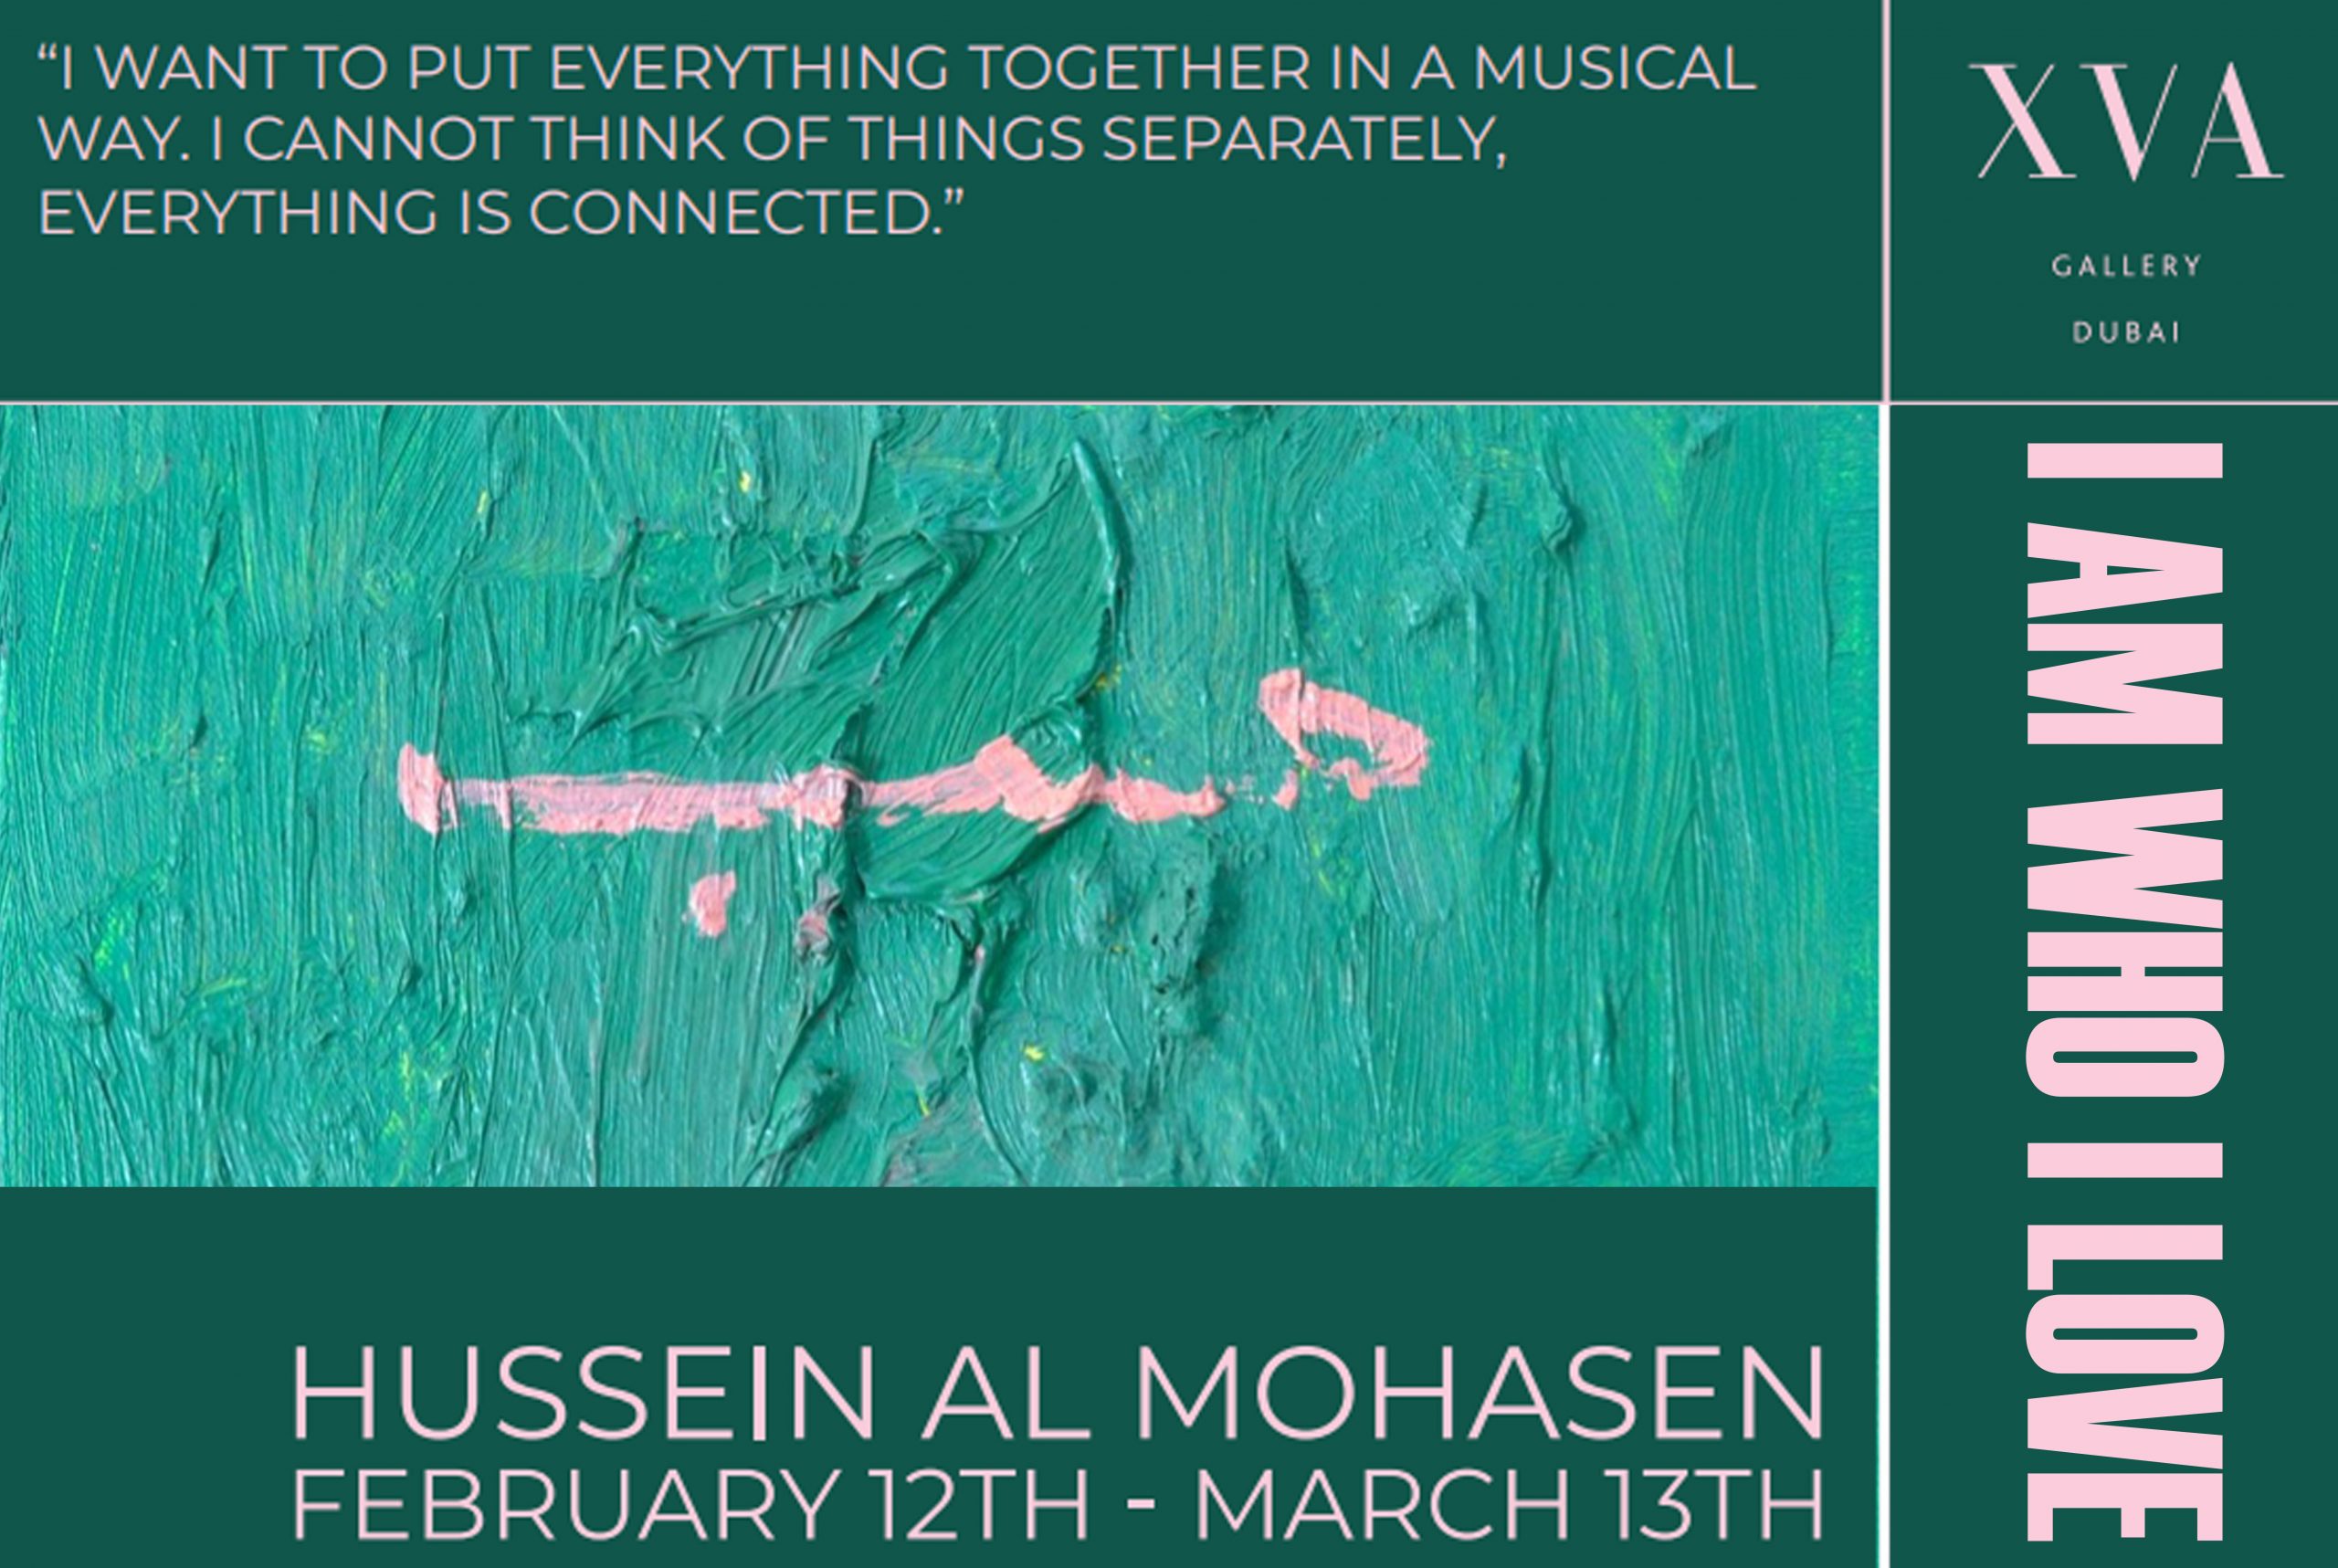 “I WANT TO PUT EVERYTHING TOGETHER IN A MUSICAL
WAY. I CANNOT THINK OF THINGS SEPARATELY,
EVERYTHING IS CONNECTED.”
XVA
GALLERY
DUBAI
I AM WHO I LOVE
HUSSEIN AL MOHASEN
FEBRUARY 12TH - MARCH 13TH